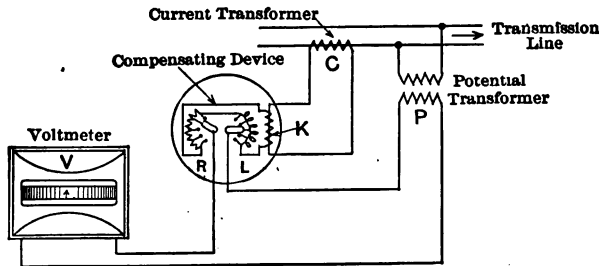 Current Transformer
Transmission
Line
C
Compensating Device
Potential
Transformer
P
K
Voltmeter
V
R
L